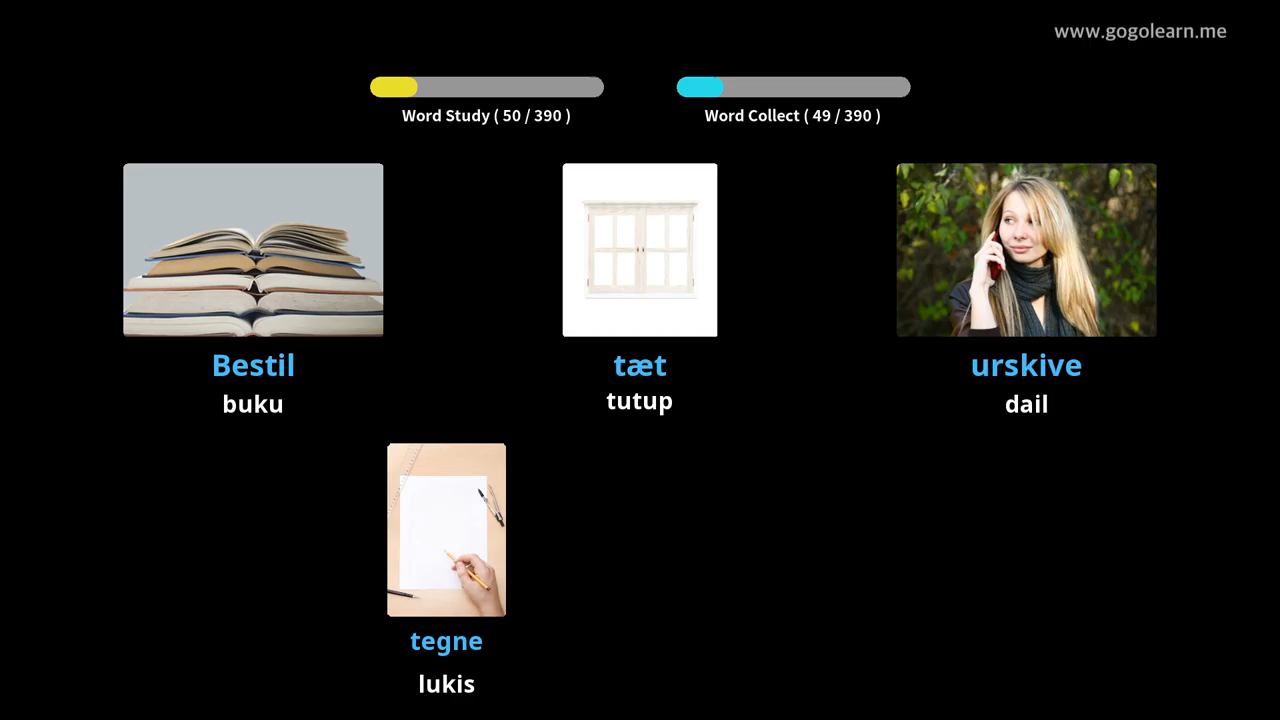 www.gogolearn.me
Word Study ( 50 / 390 )
Word Collect ( 49 / 390 )
Bestil
buku
tæt
tutup
urskive
dail
tegne
lukis